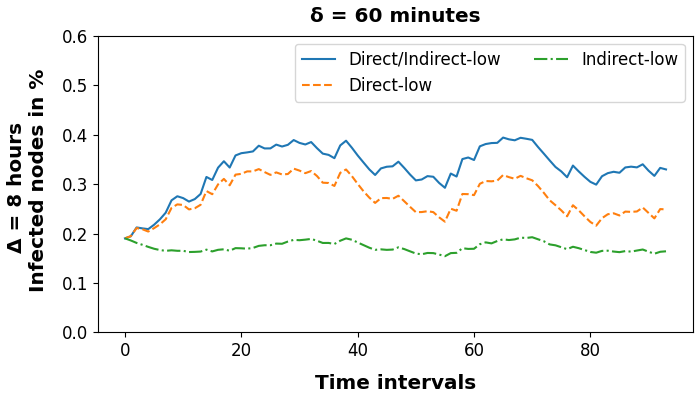 δ = 60 minutes
Δ = 8 hours
Infected nodes in %
0.6
0.5
0.4
0.3
0.2
0.1
0.0
Direct/Indirect-low
Direct-low
Indirect-low
0 20 40 60 80
Time intervals